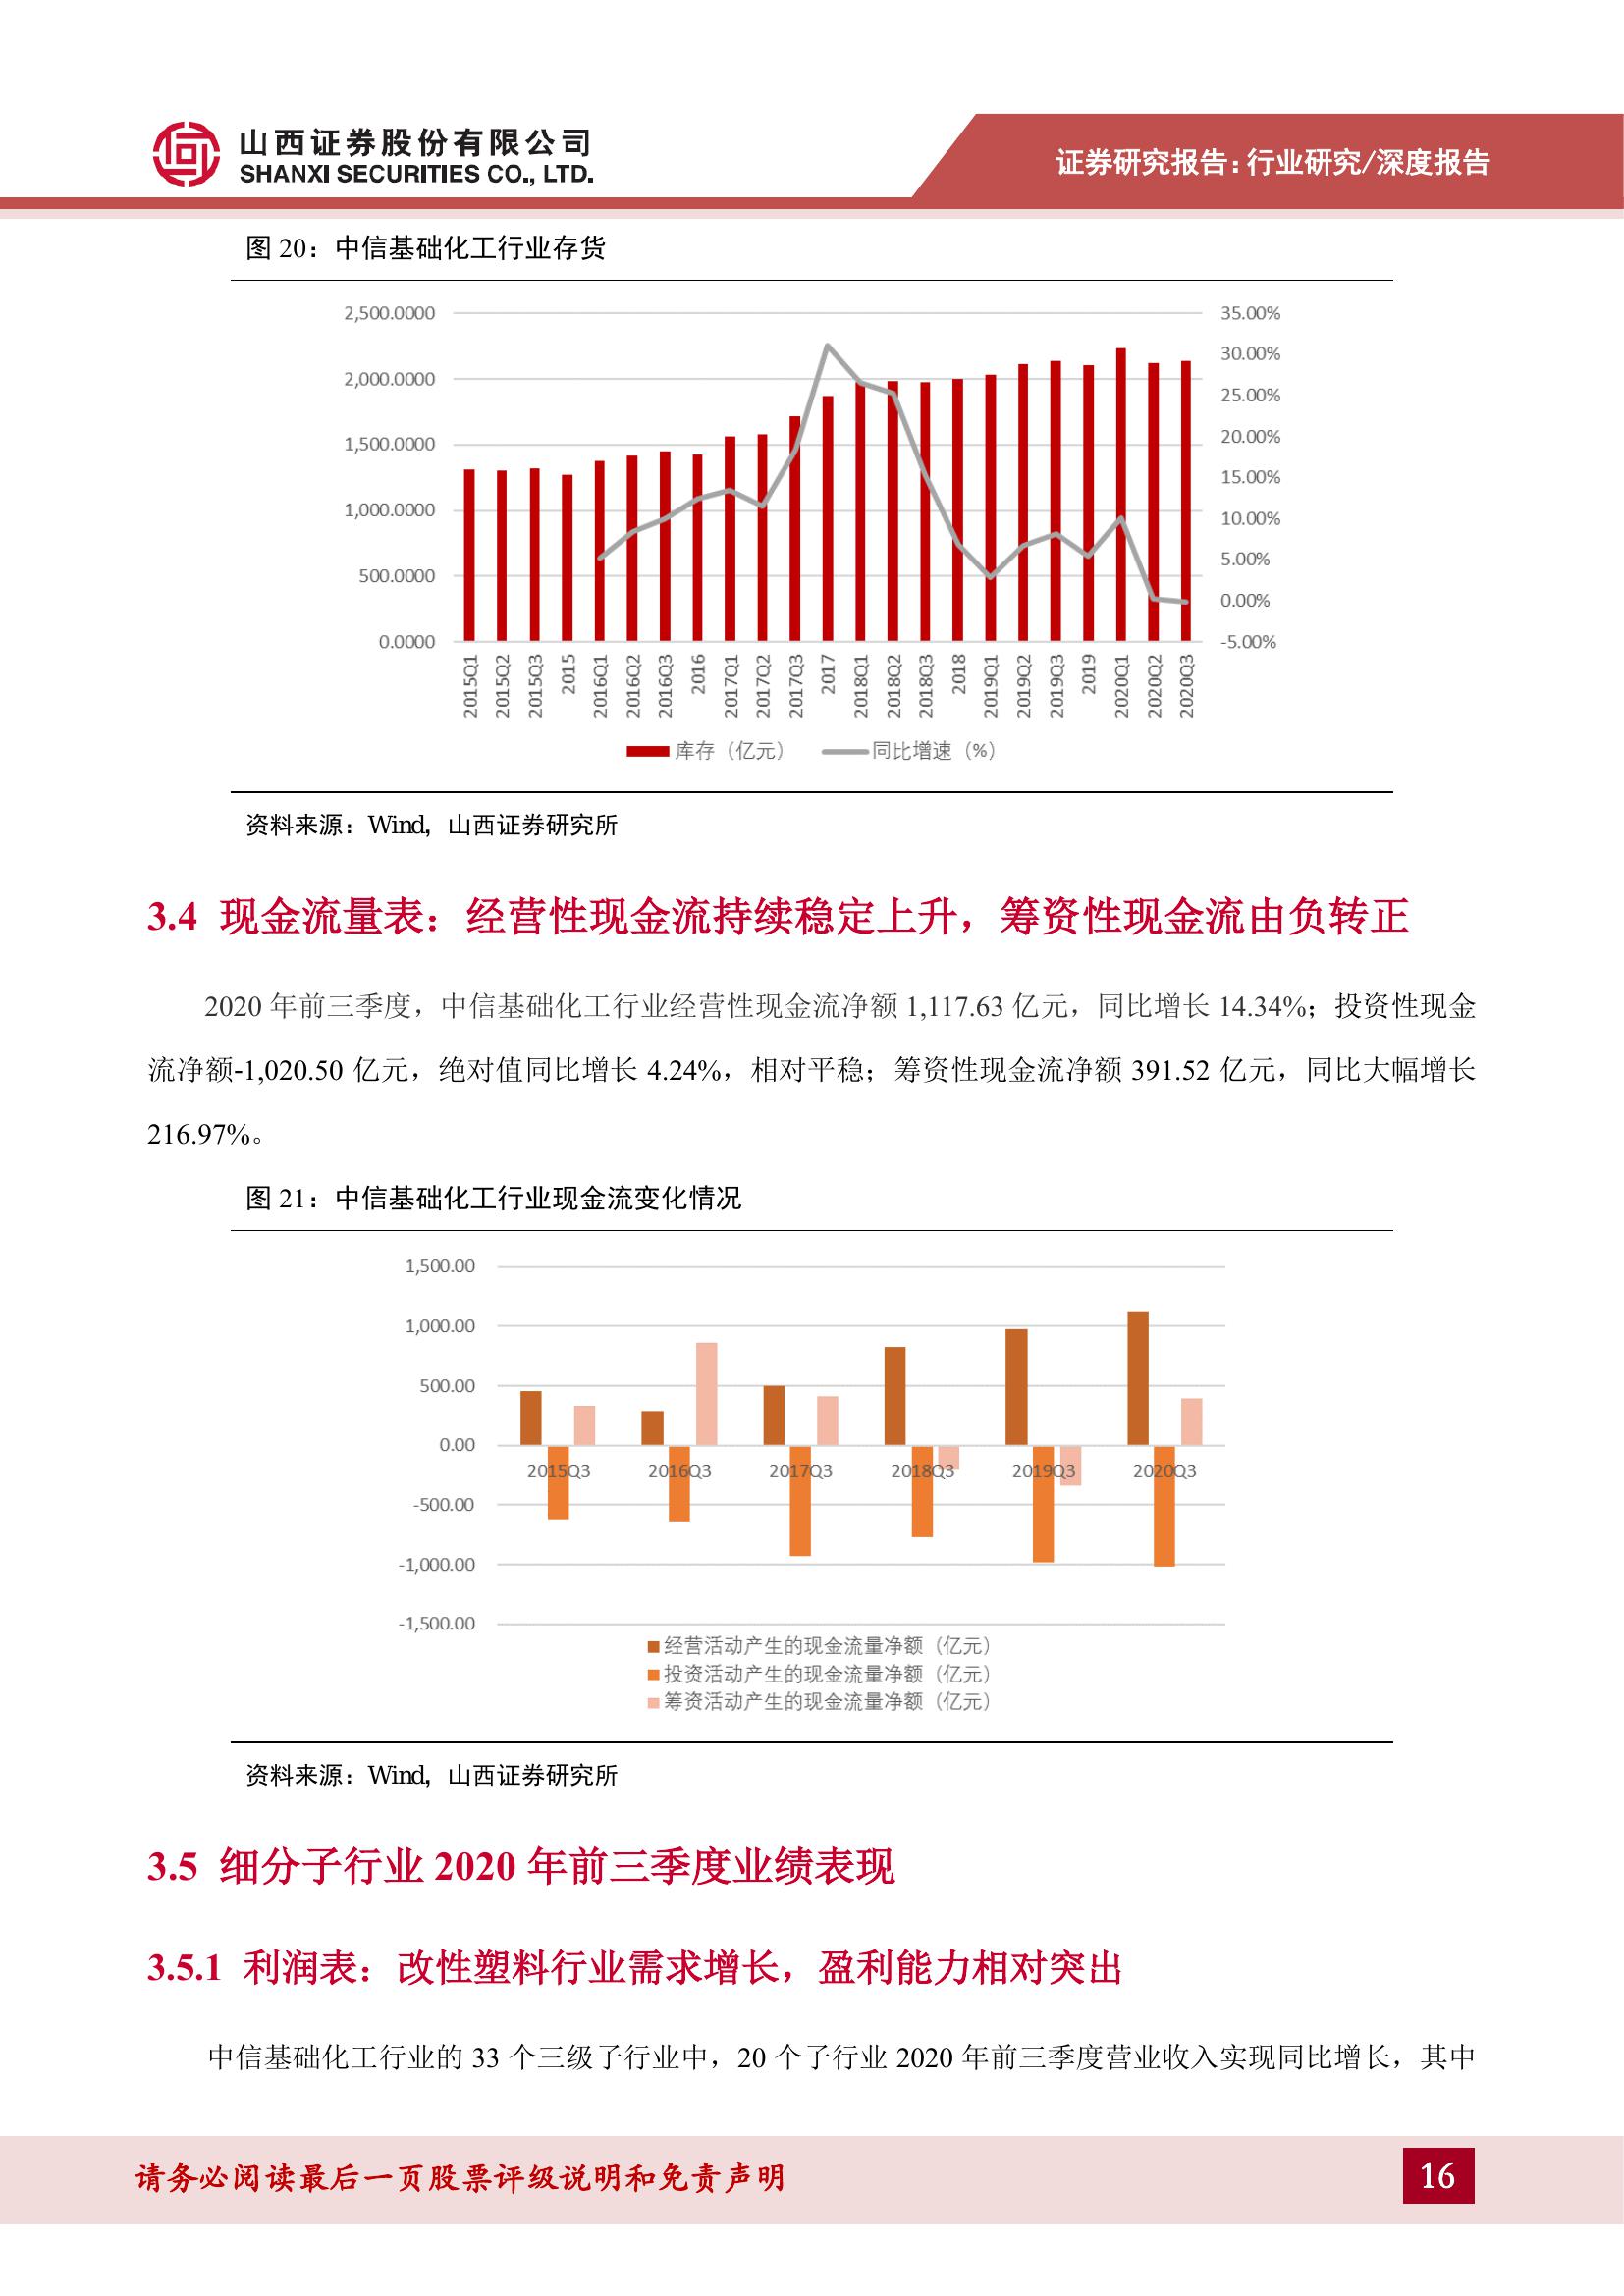 山西证券股份有限公司
SHANXI SECURITIES CO., LTD.
证券研究报告：行业研究/深度报告
图 20：中信基础化工行业存货
2,500.0000
2,000.0000
1,500.0000
1,000.0000
500.0000
0.0000
35.00%
30.00%
25.00%
20.00%
15.00%
10.00%
5.00%
0.00%
-5.00%
2015Q1
2015Q2
2015Q3
2015
2016Q1
2016Q2
2016Q3
2016
2017Q1
2017Q2
2017Q3
2017
2018Q1
2018Q2
2018Q3
2018
2019Q1
2019Q2
2019Q3
2019
2020Q1
2020Q2
2020Q3
库存（亿元） 同比增速（%）
资料来源：Wind，山西证券研究所
3.4 现金流量表：经营性现金流持续稳定上升，筹资性现金流由负转正
2020 年前三季度，中信基础化工行业经营性现金流净额 1,117.63 亿元，同比增长 14.34%；投资性现金
流净额-1,020.50 亿元，绝对值同比增长 4.24%，相对平稳；筹资性现金流净额 391.52 亿元，同比大幅增长
216.97%。
图 21：中信基础化工行业现金流变化情况
1,500.00
1,000.00
500.00
0.00
-500.00
-1,000.00
-1,500.00
2015Q3 2016Q3 2017Q3 2018Q3 2019Q3 2020Q3
经营活动产生的现金流量净额（亿元）
投资活动产生的现金流量净额（亿元）
筹资活动产生的现金流量净额（亿元）
资料来源：Wind，山西证券研究所
3.5 细分子行业 2020 年前三季度业绩表现
3.5.1 利润表：改性塑料行业需求增长，盈利能力相对突出
中信基础化工行业的 33 个三级子行业中，20 个子行业 2020 年前三季度营业收入实现同比增长，其中
请务必阅读最后一页股票评级说明和免责声明
16